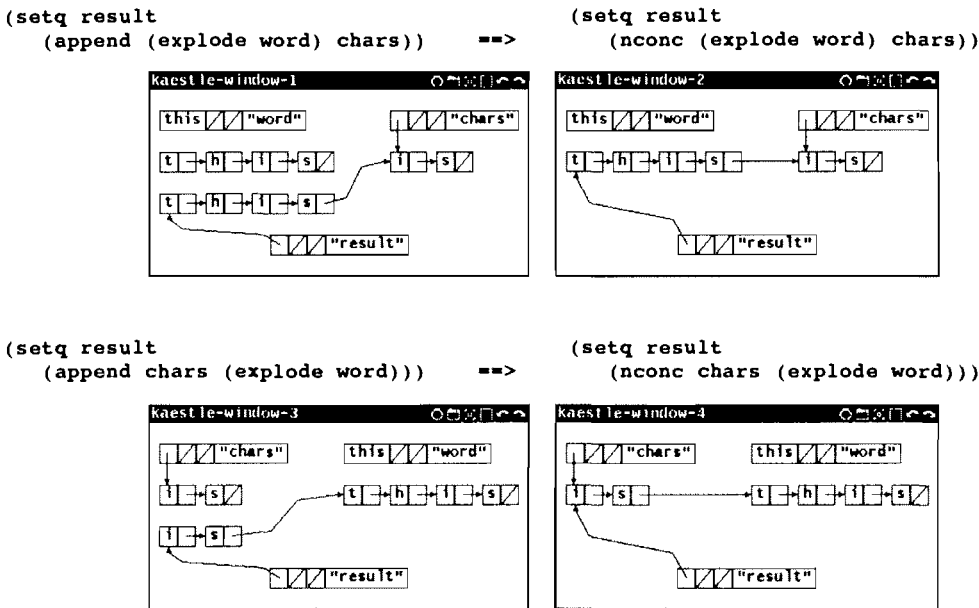 (setq result
(append (explode word) chars))
==>
(setq result
(nconc (explode word) chars))
kaestle-window-1
this "word"
"chars"
t h i s
i s
t h i s
"result"
kaestle-window-2
this "word"
"chars"
t h i s
i s
"result"
(setq result
(append chars (explode word)))
==>
(setq result
(nconc chars (explode word)))
kaestle-window-3
"chars"
this "word"
i s
t h i s
i s
"result"
kaestle-window-4
"chars"
this "word"
i s
t h i s
"result"